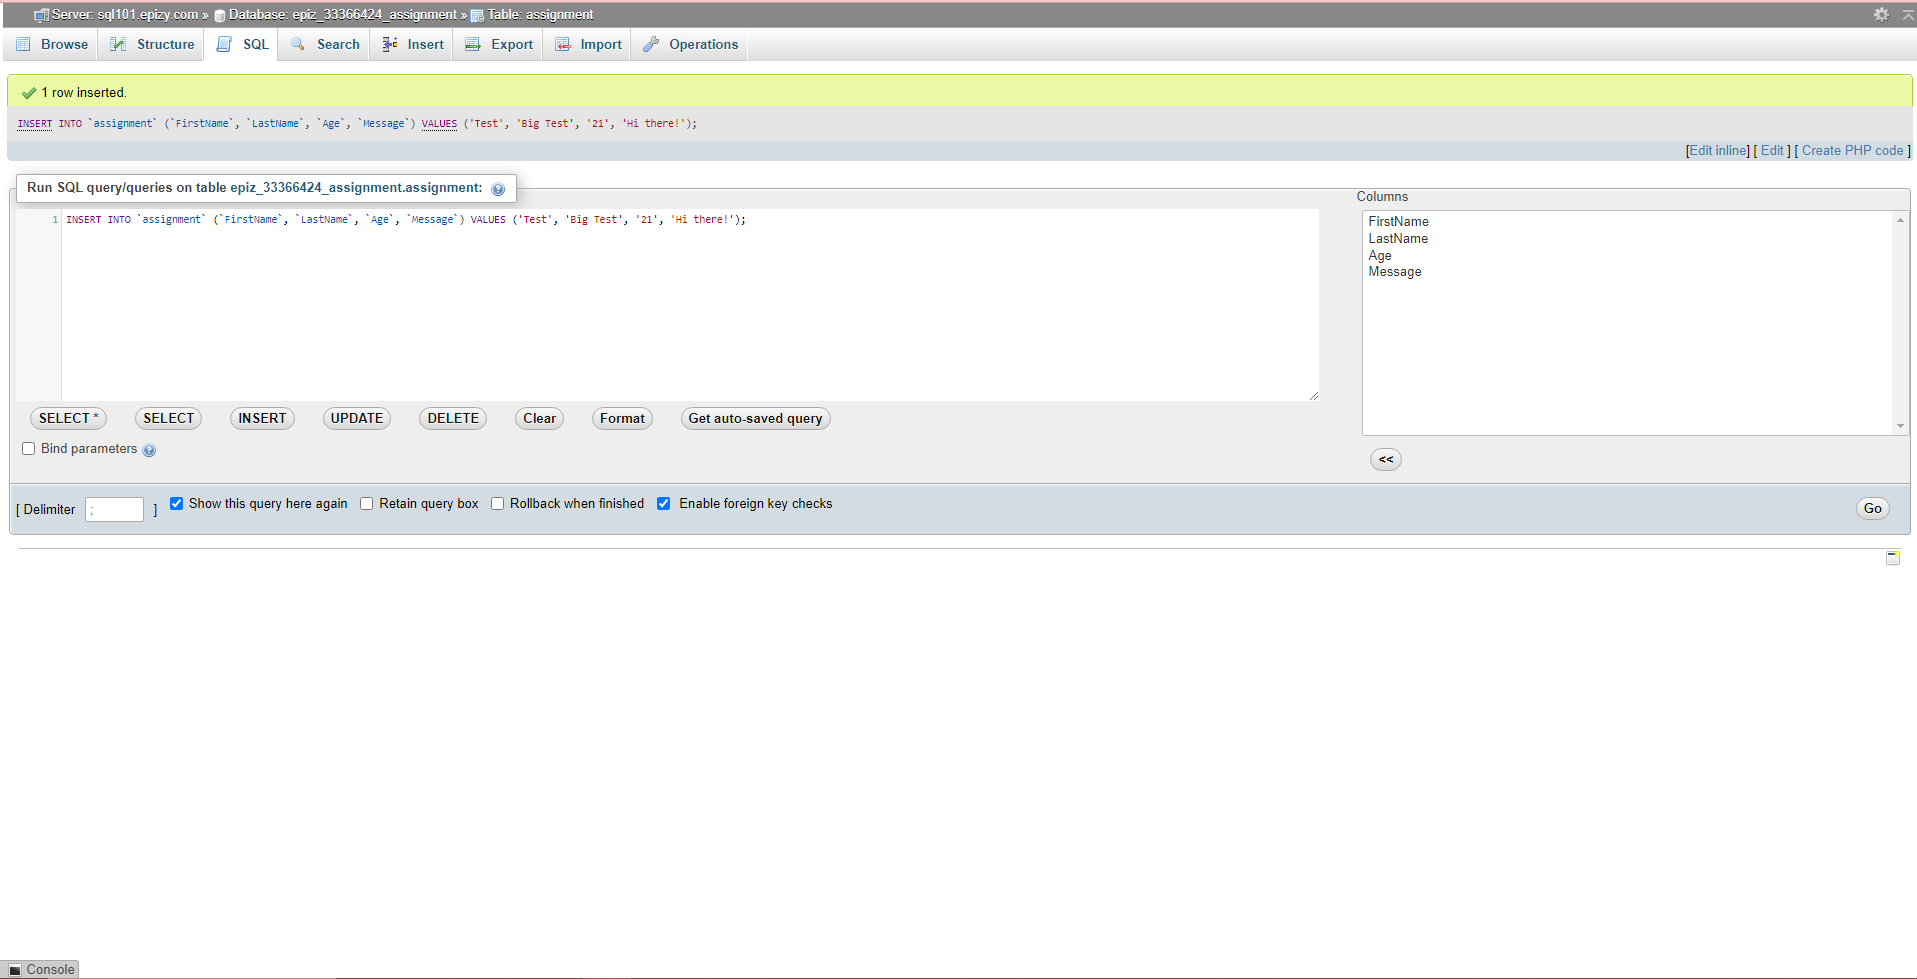 Server: sql101.epizy.com » Database: epiz_33366424_assignment » Table: assignment
Browse Structure SQL Search Insert Export Import Operations
1 row inserted.
INSERT INTO `assignment` (`FirstName`, `LastName`, `Age`, `Message`) VALUES ('Test', 'Big Test', '21', 'Hi there!');
[Edit inline] [ Edit ] [ Create PHP code ]
Run SQL query/queries on table epiz_33366424_assignment.assignment:
Columns
1 INSERT INTO `assignment` (`FirstName`, `LastName`, `Age`, `Message`) VALUES ('Test', 'Big Test', '21', 'Hi there!');
FirstName
LastName
Age
Message
SELECT * SELECT INSERT UPDATE DELETE Clear Format Get auto-saved query
Bind parameters
<<
[ Delimiter ; ] Show this query here again Retain query box Rollback when finished Enable foreign key checks Go
Console